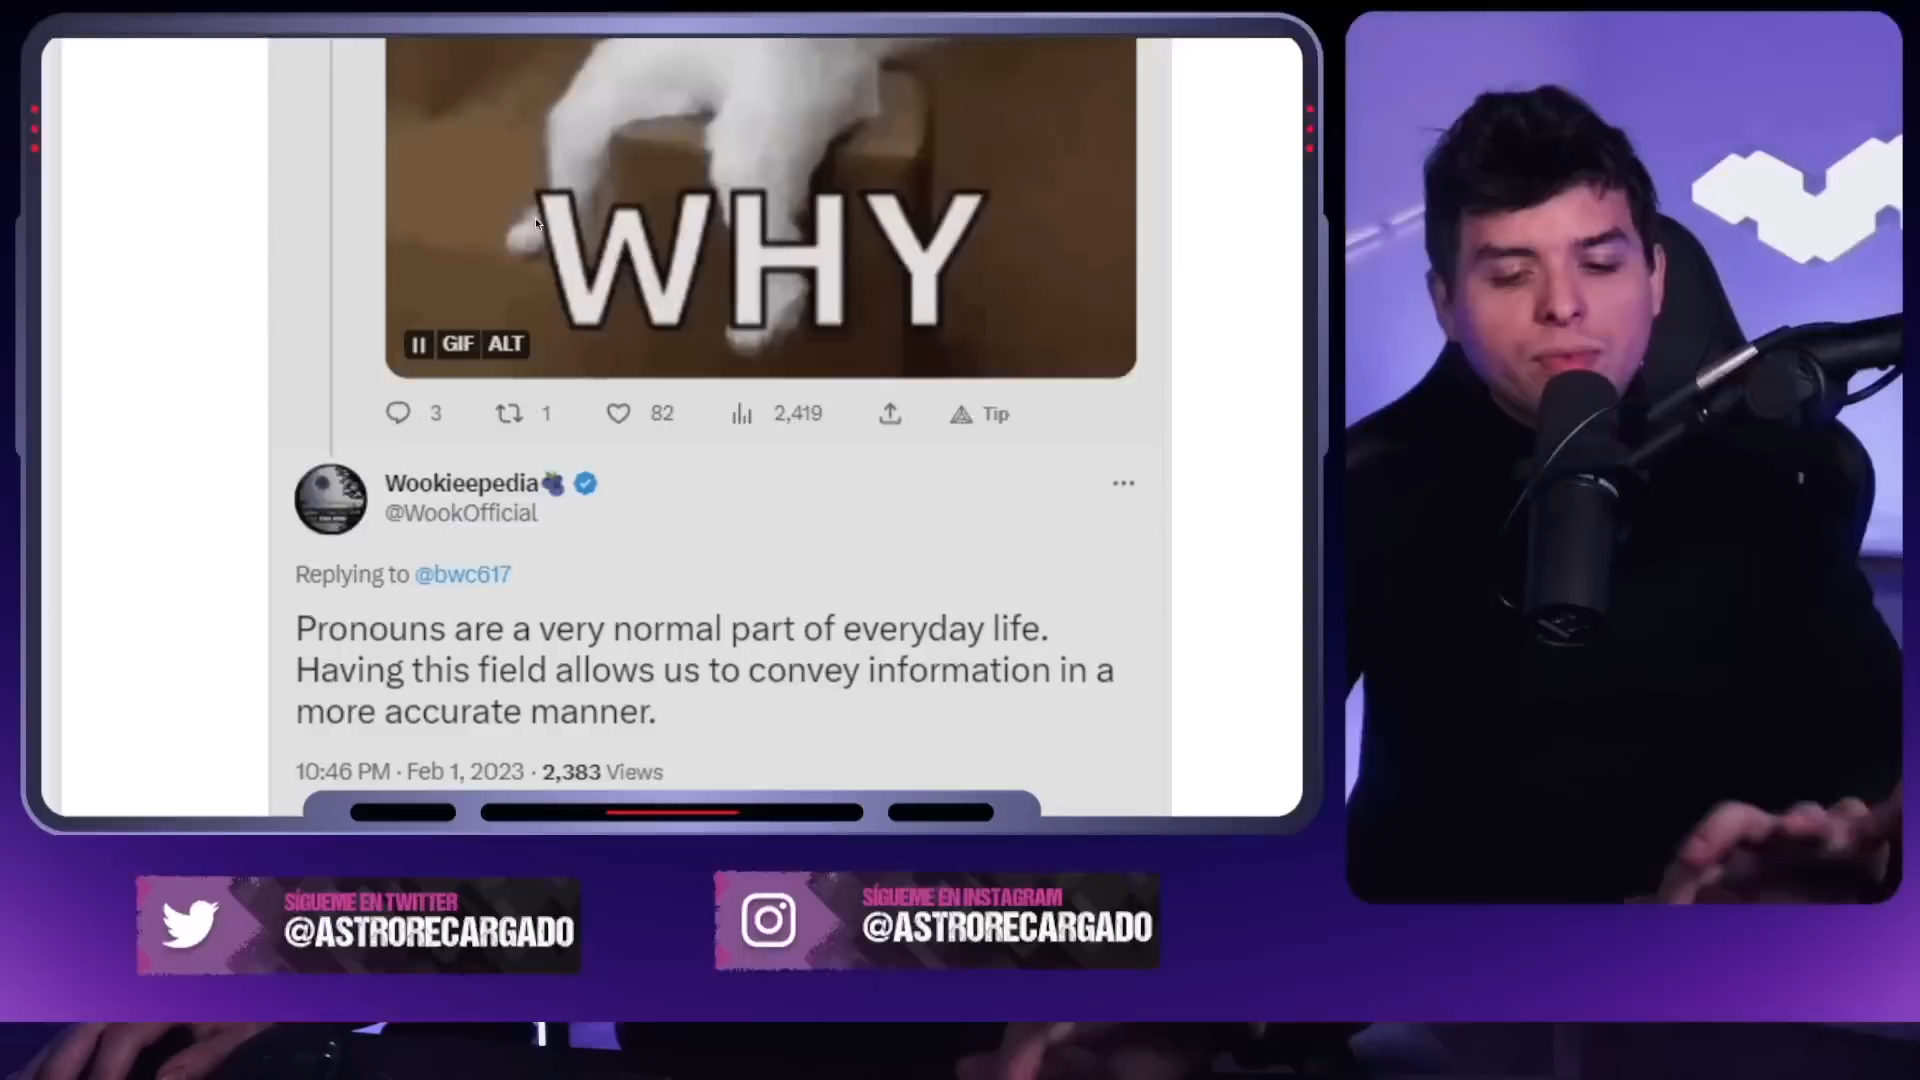 WHY
GIF ALT
3 1 82 2,419 Tip
Wookieepedia
@WookOfficial
Replying to @bwc617
Pronouns are a very normal part of everyday life.
Having this field allows us to convey information in a
more accurate manner.
10:46 PM · Feb 1, 2023 · 2,383 Views
SÍGUEME EN TWITTER
@ASTRORECARGADO
SÍGUEME EN INSTAGRAM
@ASTRORECARGADO